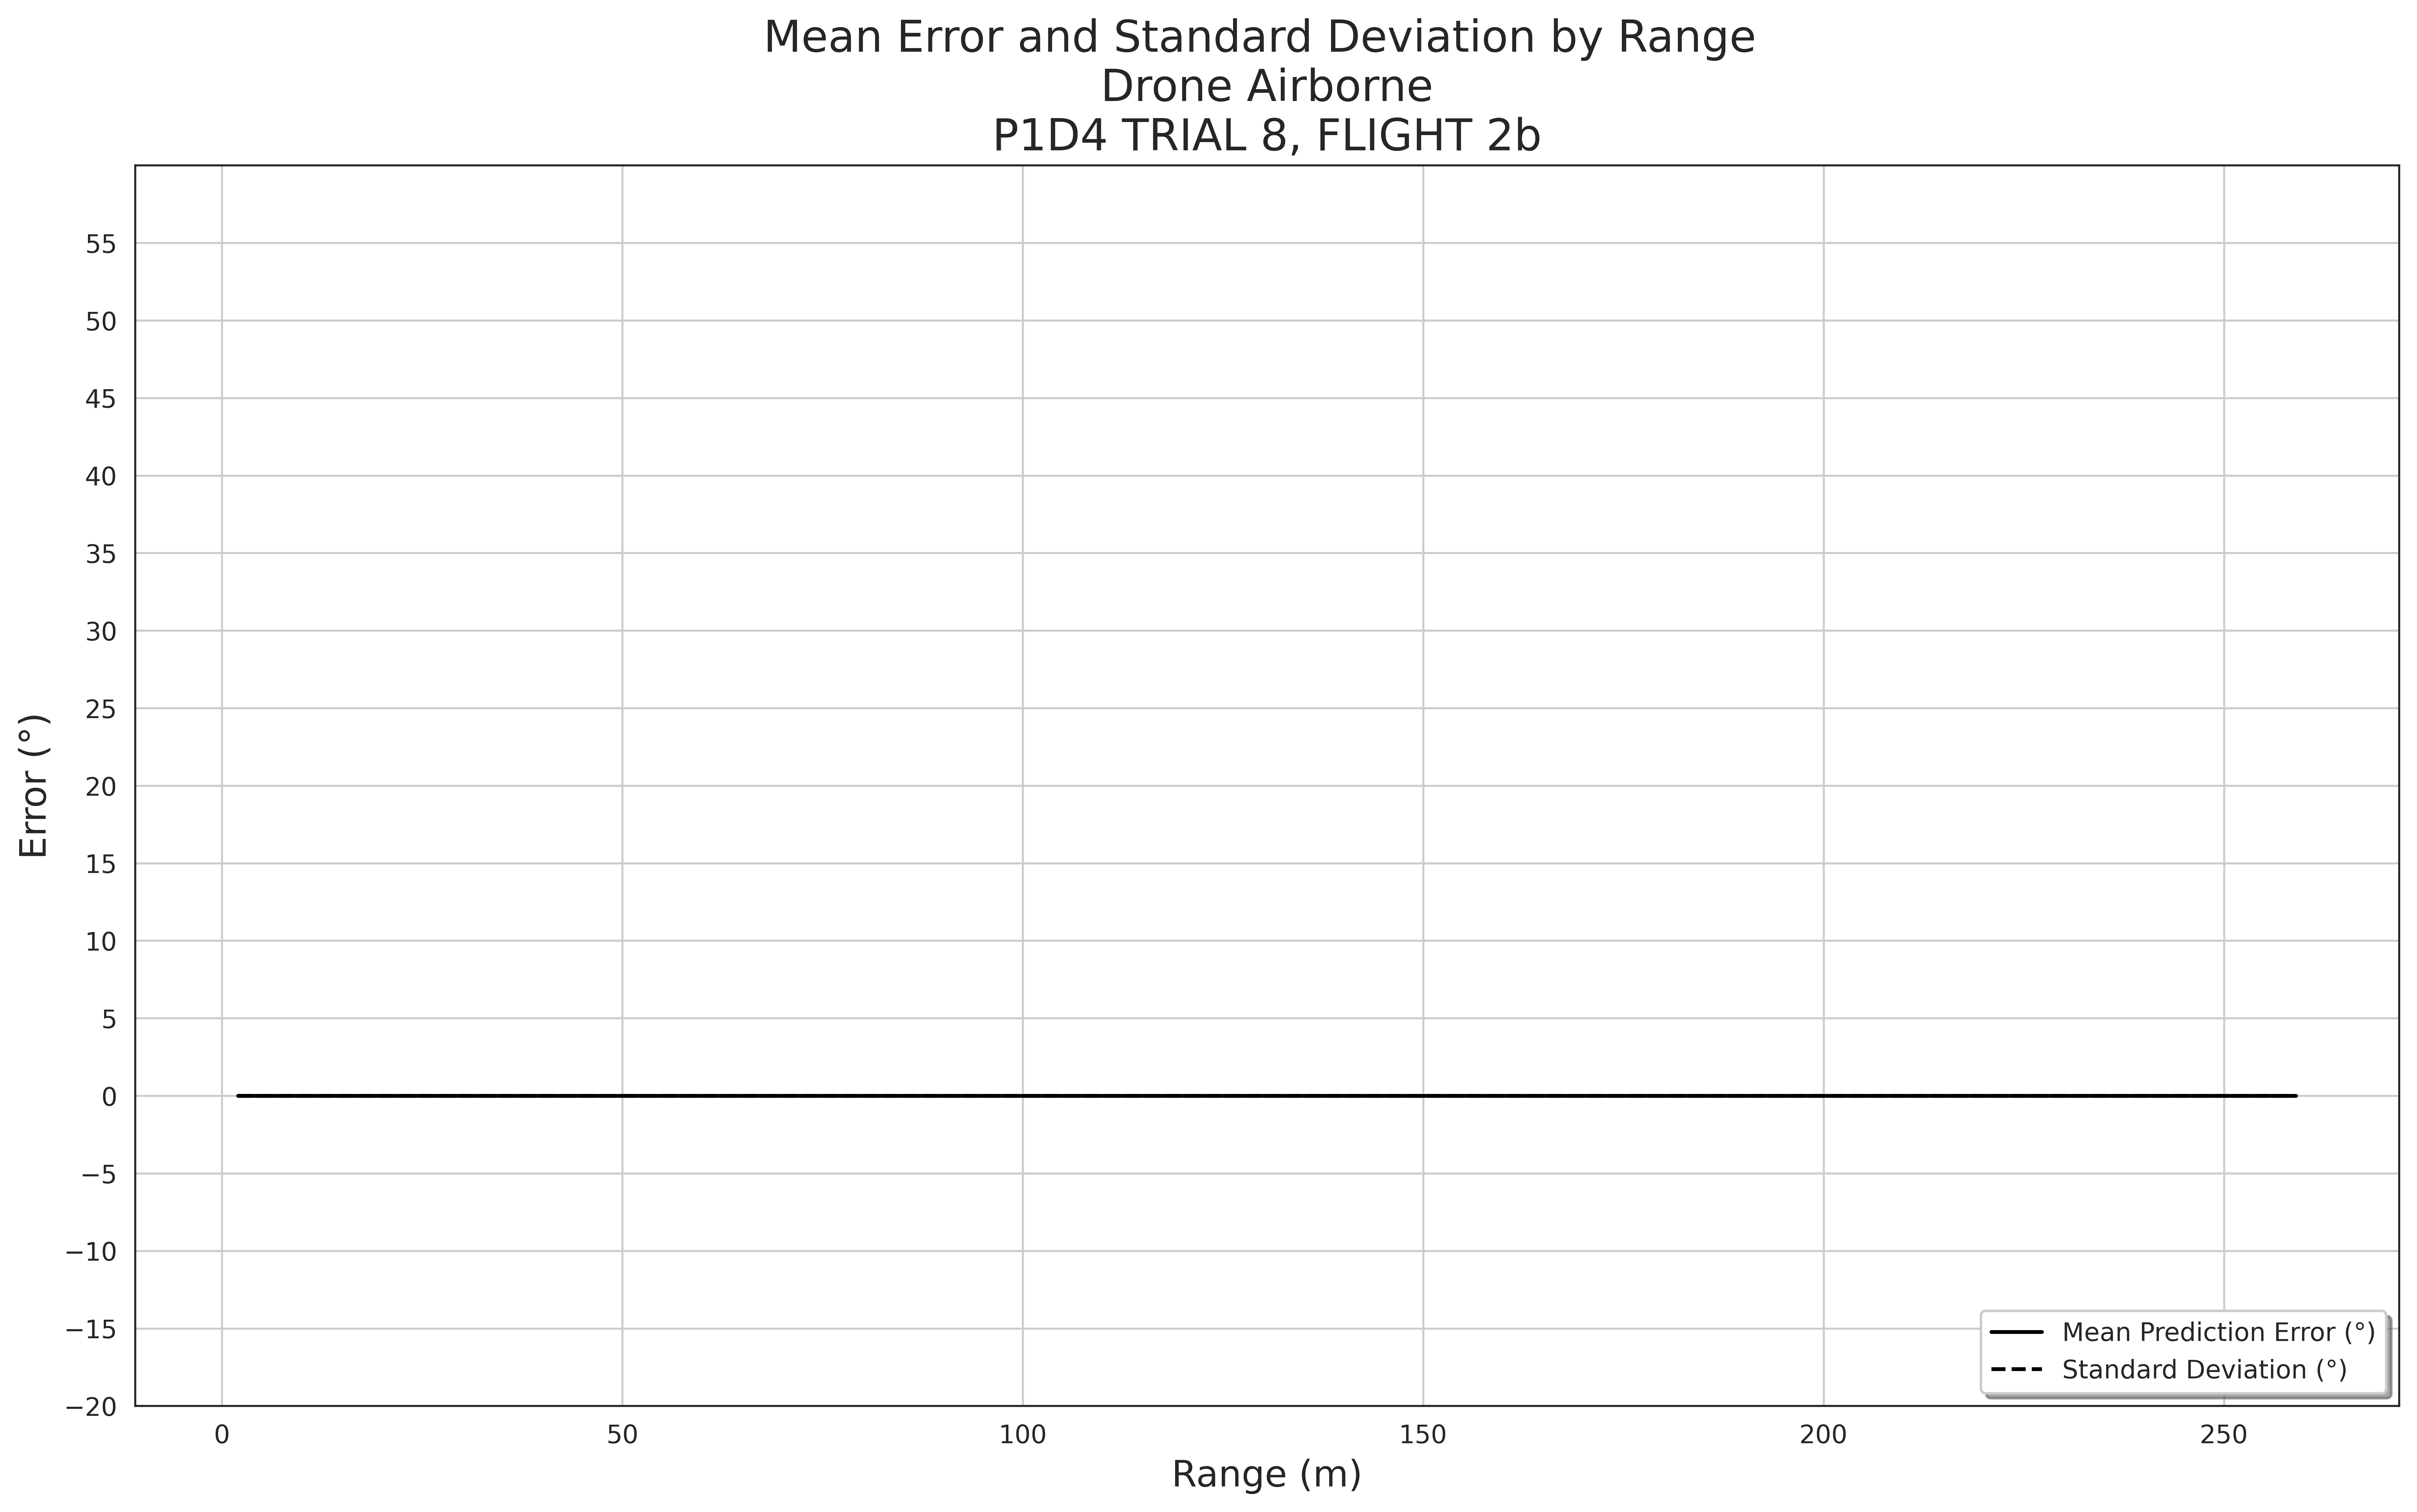 Mean Error and Standard Deviation by Range
Drone Airborne
P1D4 TRIAL 8, FLIGHT 2b
Error (°)
55
50
45
40
35
30
25
20
15
10
5
0
−5
−10
−15
−20
Mean Prediction Error (°)
Standard Deviation (°)
0 50 100 150 200 250
Range (m)